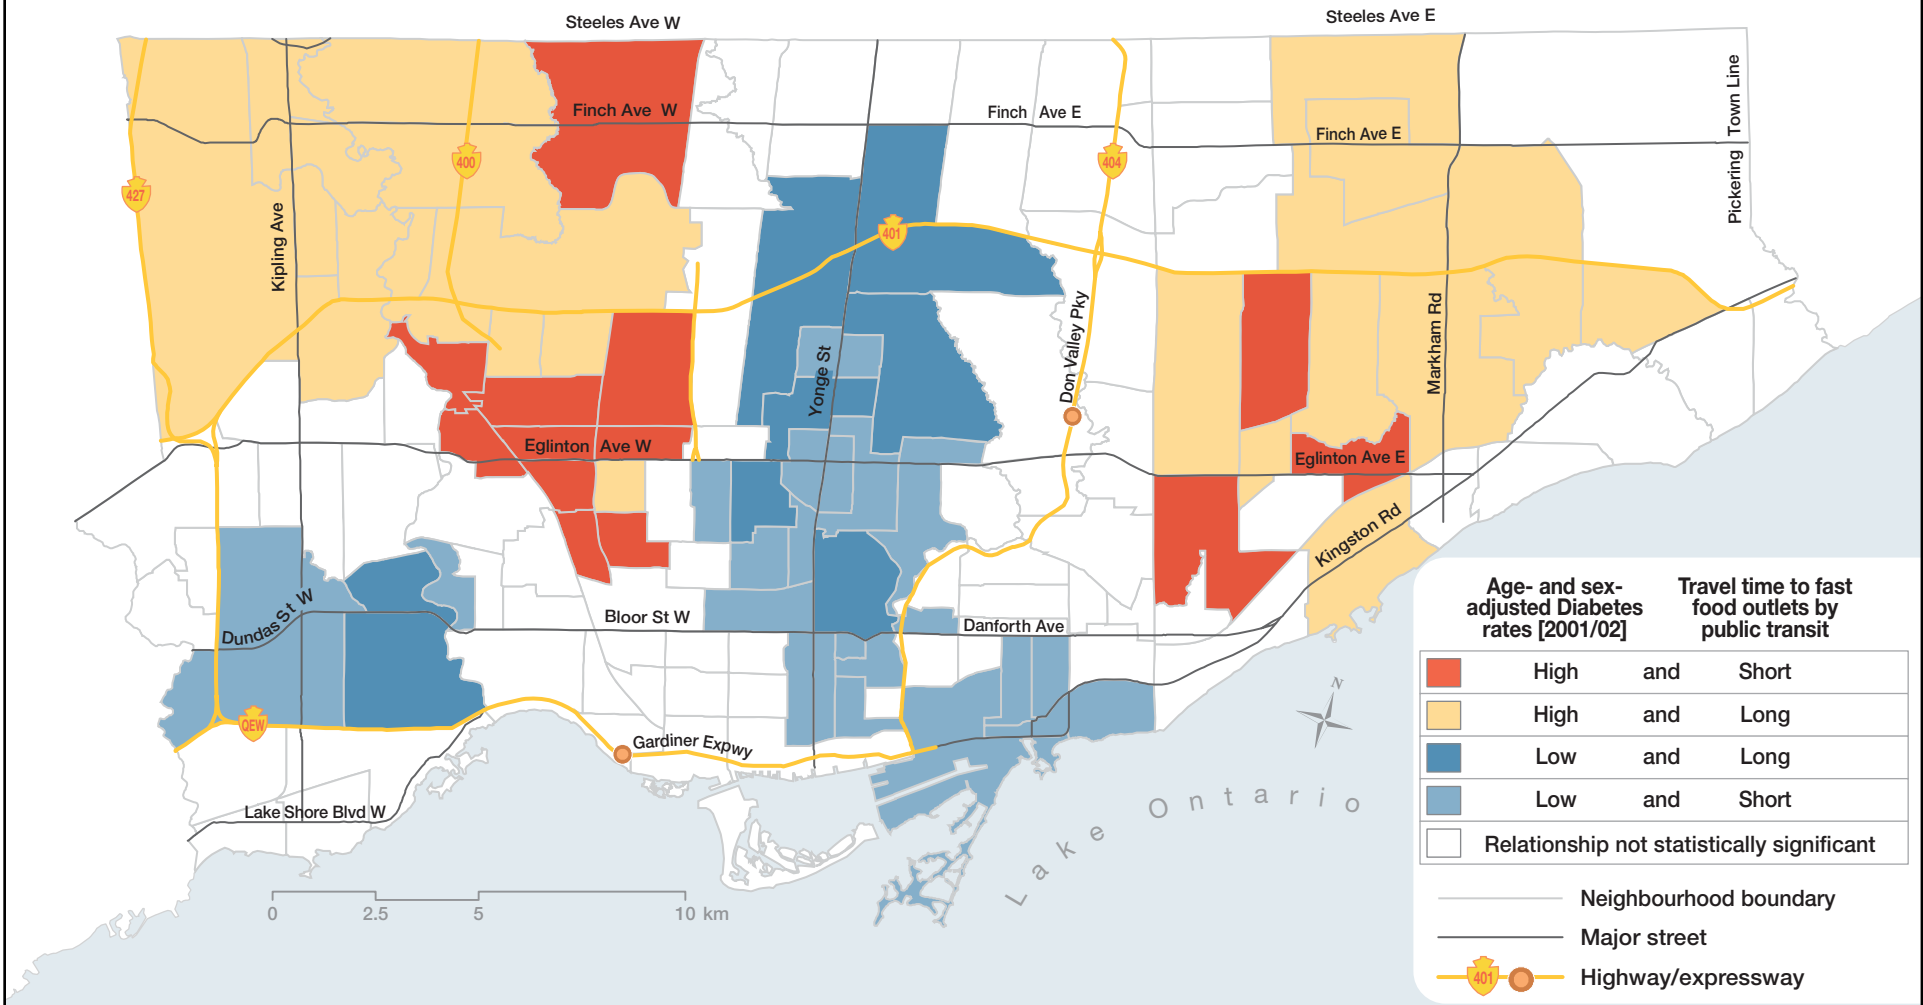 Steeles Ave W
Steeles Ave E
Finch Ave W
Finch Ave E
Finch Ave E
Pickering Town Line
400
404
427
401
Kipling Ave
Don Valley Pky
Markham Rd
Yonge St
Eglinton Ave W
Eglinton Ave E
Kingston Rd
Dundas St W
Bloor St W
Danforth Ave
QEW
Gardiner Expwy
Lake Shore Blvd W
Lake Ontario
N
0 2.5 5 10 km
Age- and sex-
adjusted Diabetes
rates [2001/02]
Travel time to fast
food outlets by
public transit
High and Short
High and Long
Low and Long
Low and Short
Relationship not statistically significant
Neighbourhood boundary
Major street
401 Highway/expressway